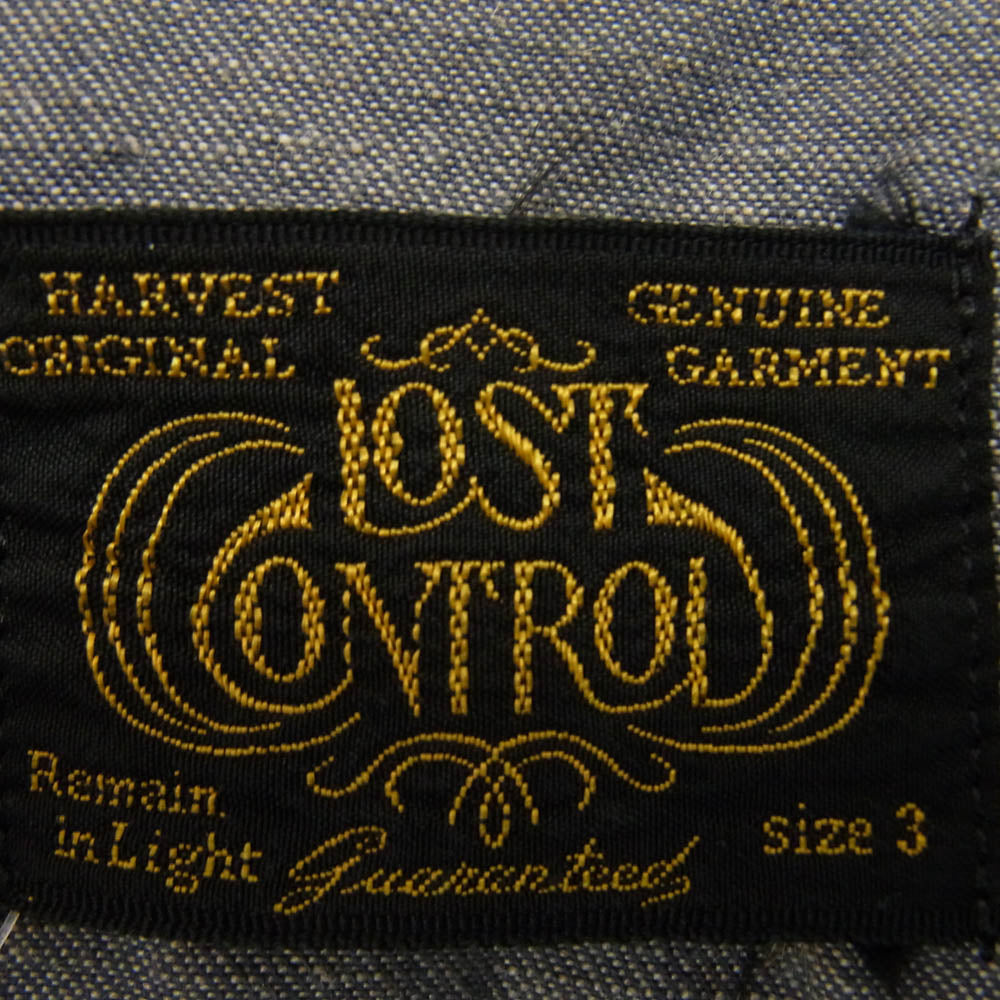 HARVEST
ORIGINAL
GENUINE
GARMENT
LOST
CONTROL
Remain
in Light
Guaranteed
size 3